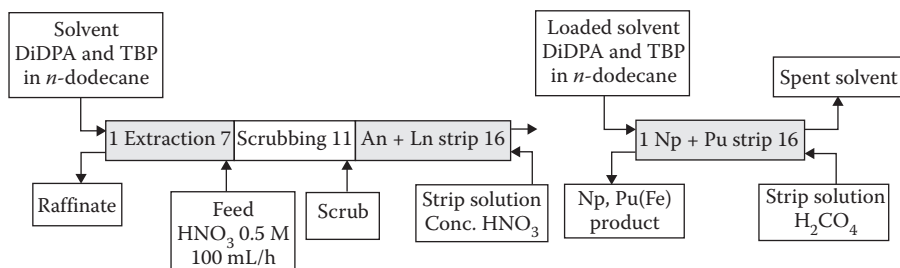 Solvent
DiDPA and TBP
in n-dodecane
1 Extraction 7
Scrubbing 11
An + Ln strip 16
Raffinate
Feed
HNO₃ 0.5 M
100 mL/h
Scrub
Strip solution
Conc. HNO₃
Loaded solvent
DiDPA and TBP
in n-dodecane
Spent solvent
1 Np + Pu strip 16
Np, Pu(Fe)
product
Strip solution
H₂CO₄